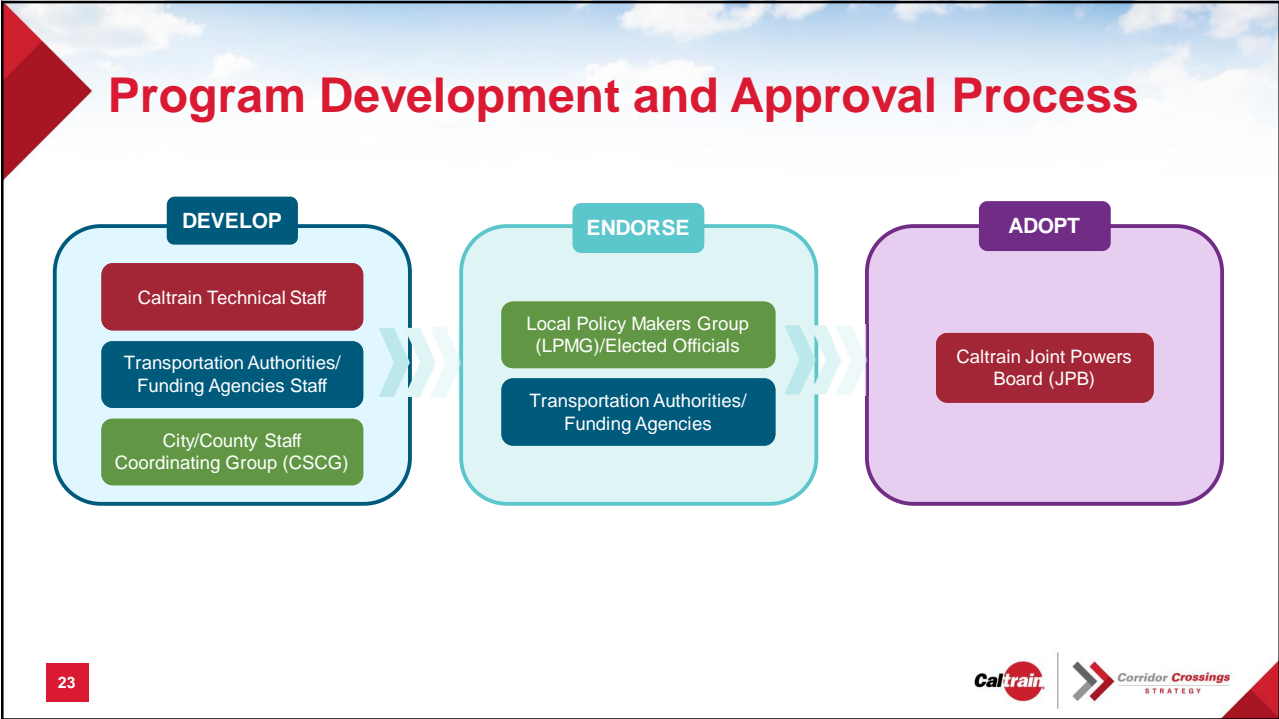 Program Development and Approval Process
DEVELOP
Caltrain Technical Staff
Transportation Authorities/
Funding Agencies Staff
City/County Staff
Coordinating Group (CSCG)
ENDORSE
Local Policy Makers Group
(LPMG)/Elected Officials
Transportation Authorities/
Funding Agencies
ADOPT
Caltrain Joint Powers
Board (JPB)
23
Caltrain
Corridor Crossings
STRATEGY